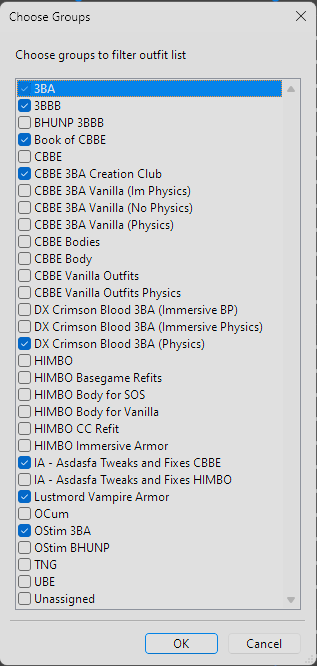 Choose Groups
Choose groups to filter outfit list
3BA
3BBB
BHUNP 3BBB
Book of CBBE
CBBE
CBBE 3BA Creation Club
CBBE 3BA Vanilla (Im Physics)
CBBE 3BA Vanilla (No Physics)
CBBE 3BA Vanilla (Physics)
CBBE Bodies
CBBE Body
CBBE Vanilla Outfits
CBBE Vanilla Outfits Physics
DX Crimson Blood 3BA (Immersive BP)
DX Crimson Blood 3BA (Immersive Physics)
DX Crimson Blood 3BA (Physics)
HIMBO
HIMBO Basegame Refits
HIMBO Body for SOS
HIMBO Body for Vanilla
HIMBO CC Refit
HIMBO Immersive Armor
IA - Asdasfa Tweaks and Fixes CBBE
IA - Asdasfa Tweaks and Fixes HIMBO
Lustmord Vampire Armor
OCum
OStim 3BA
OStim BHUNP
TNG
UBE
Unassigned
OK
Cancel